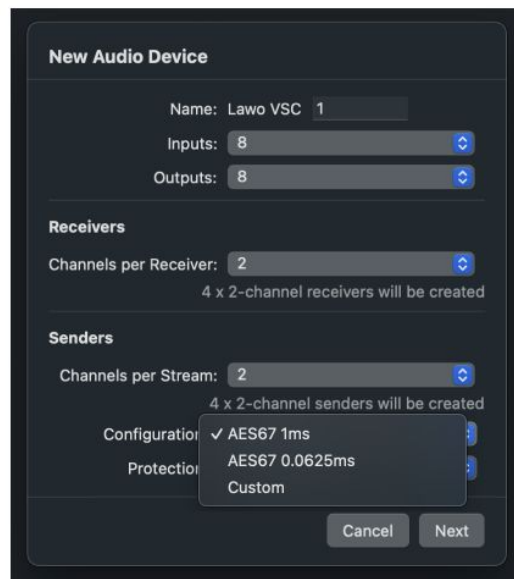 New Audio Device
Name: Lawo VSC 1
Inputs: 8
Outputs: 8
Receivers
Channels per Receiver: 2
4 x 2-channel receivers will be created
Senders
Channels per Stream: 2
4 x 2-channel senders will be created
Configuration ✓ AES67 1ms
AES67 0.0625ms
Protection
Custom
Cancel Next